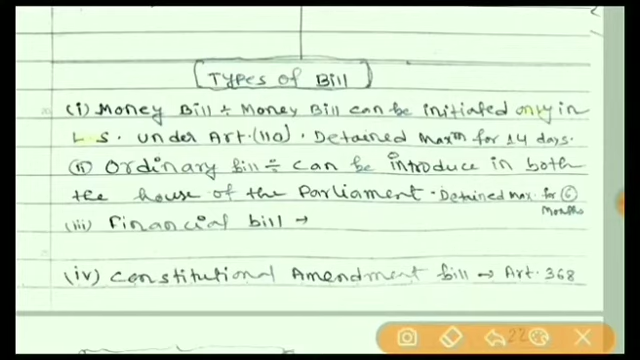 Types of Bill
(i) Money Bill ÷ Money Bill can be initiated only in
L S. under Art.(110). Detained Maxm for 14 days.
(ii) Ordinary bill ÷ can be introduce in both
the house of the Parliament. Detained max. for 6
Months
(iii) Financial bill →
(iv) Constitutional Amendment bill → Art. 368
22